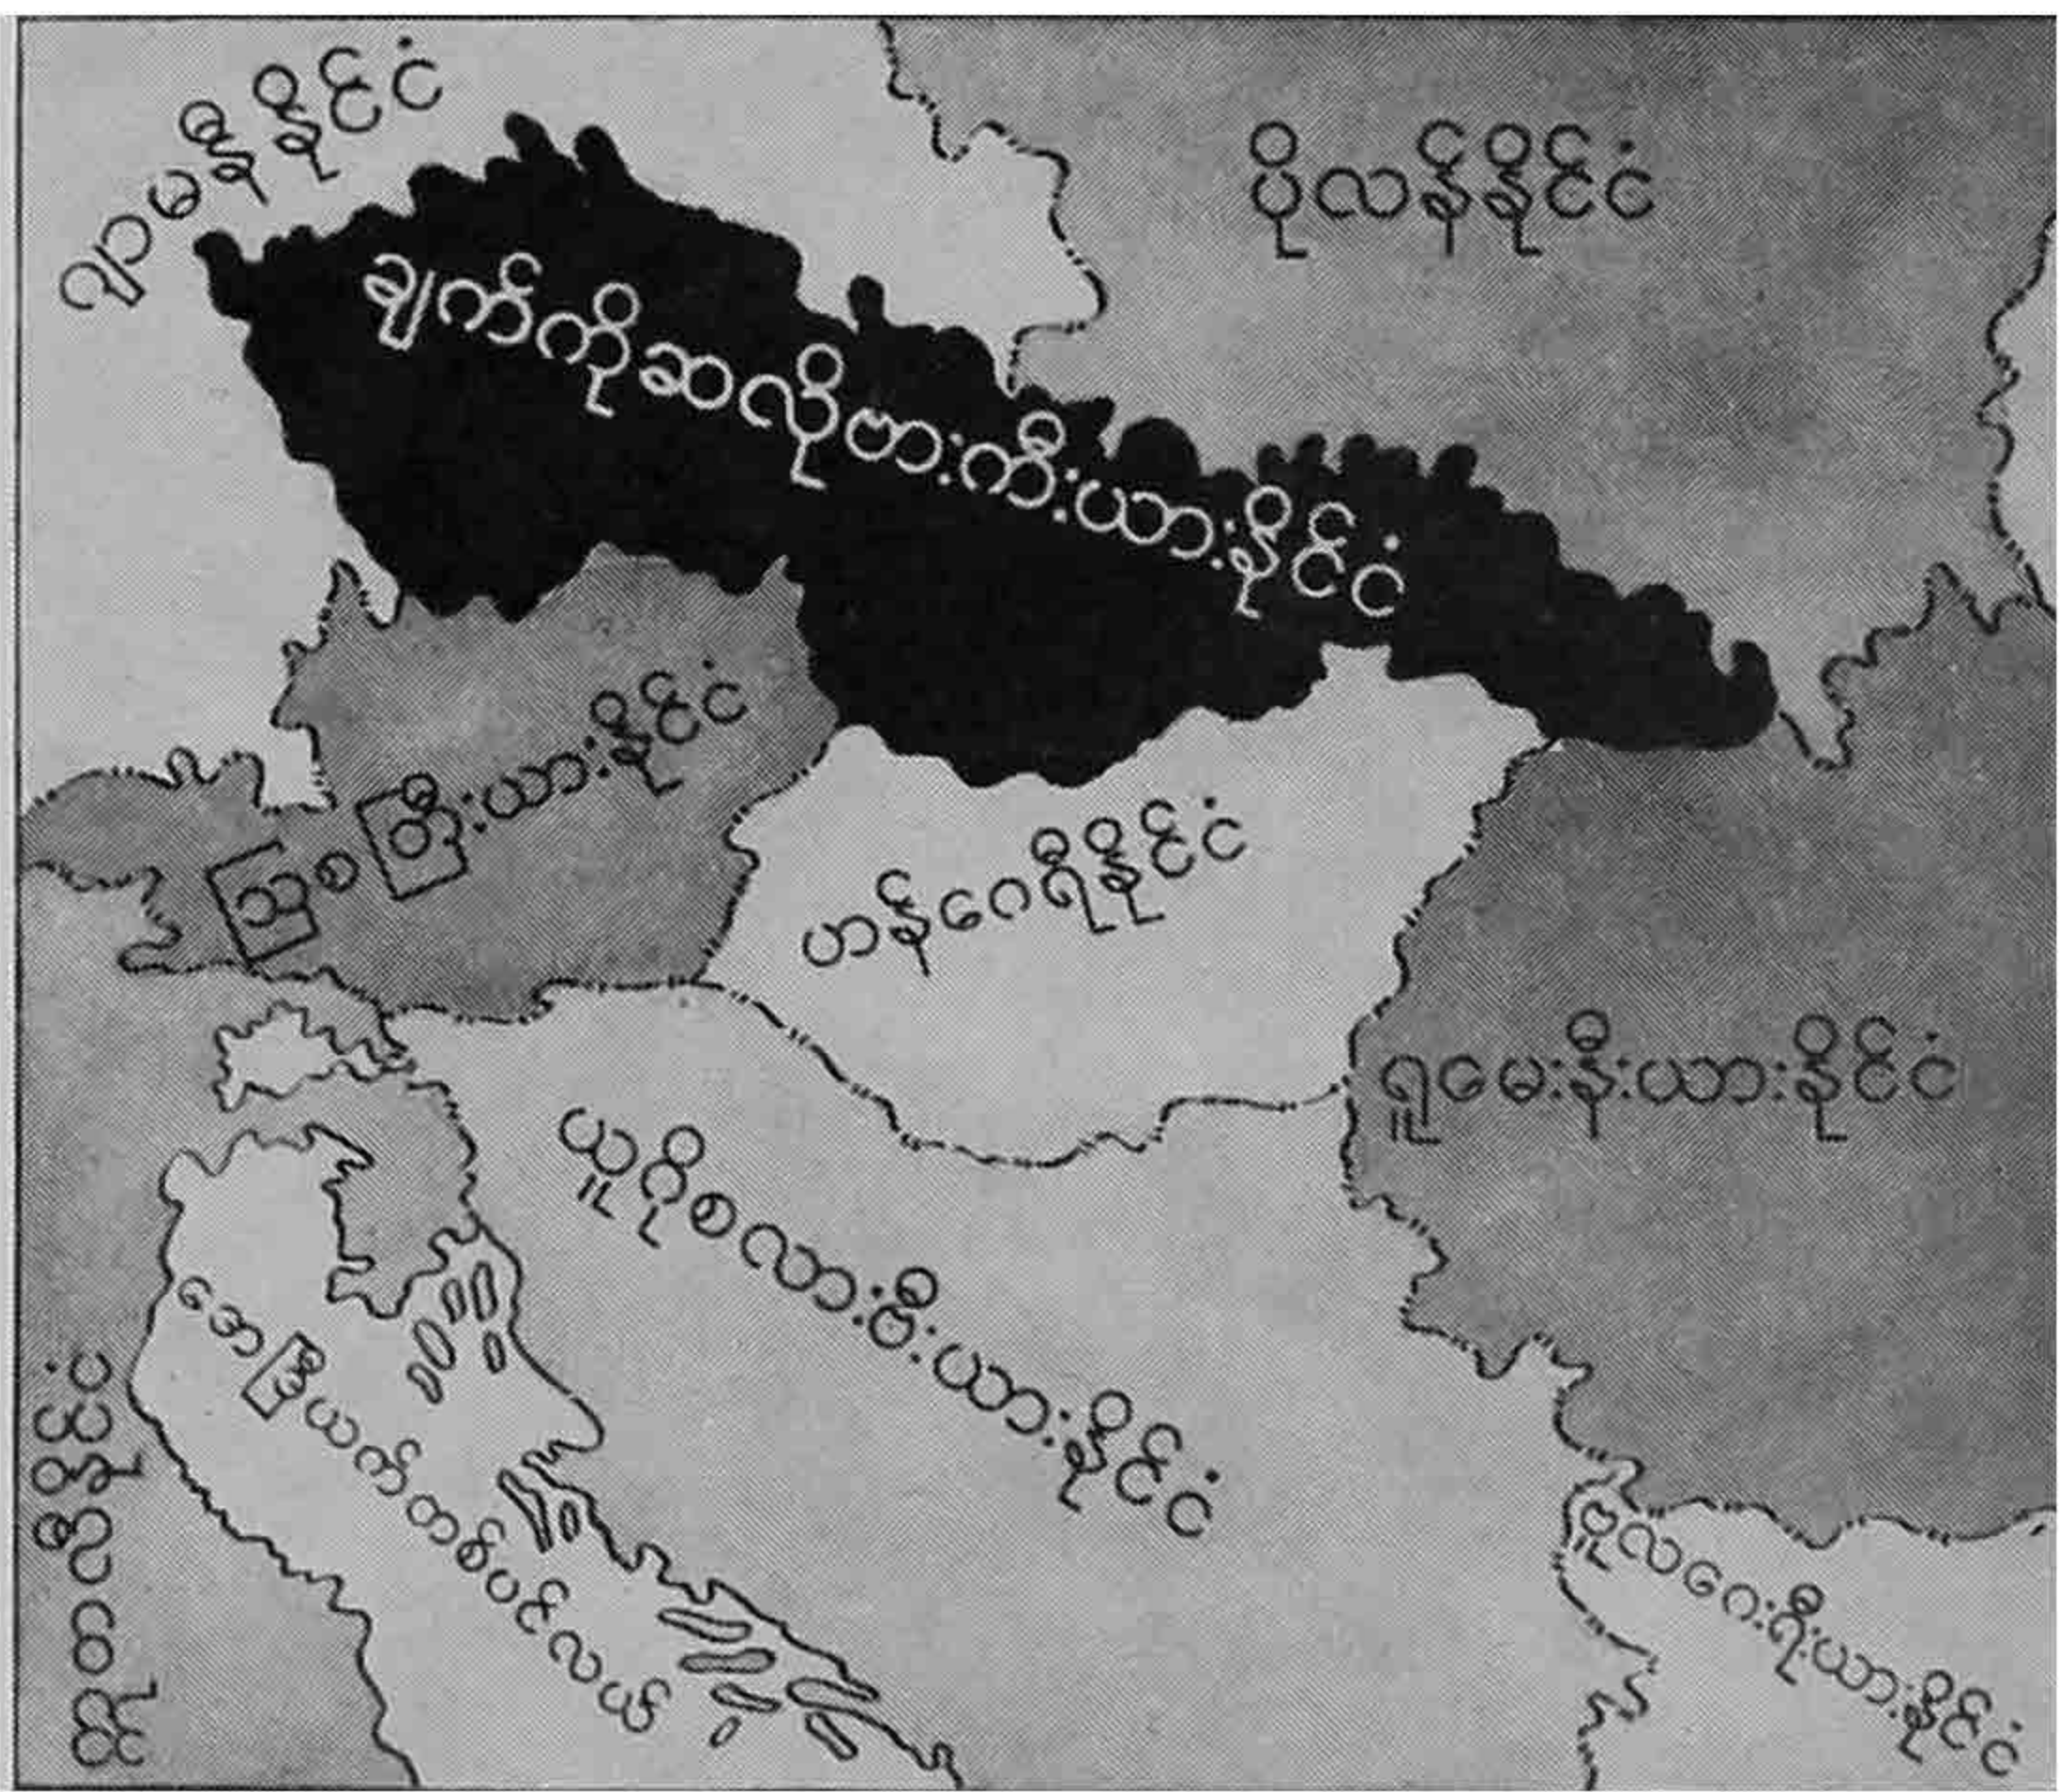 ဂျာမနီနိုင်ငံ
ပိုလန်နိုင်ငံ
ချက်ကိုဆလိုဗားကီးယားနိုင်ငံ
ဩစတြီးယားနိုင်ငံ
ဟန်ဂေရီနိုင်ငံ
ရူမေးနီးယားနိုင်ငံ
ယူဂိုစလားဗီးယားနိုင်ငံ
အေဒြိယက်တစ်ပင်လယ်
အီတလီနိုင်ငံ
ဗူလဂေးရီးယားနိုင်ငံ